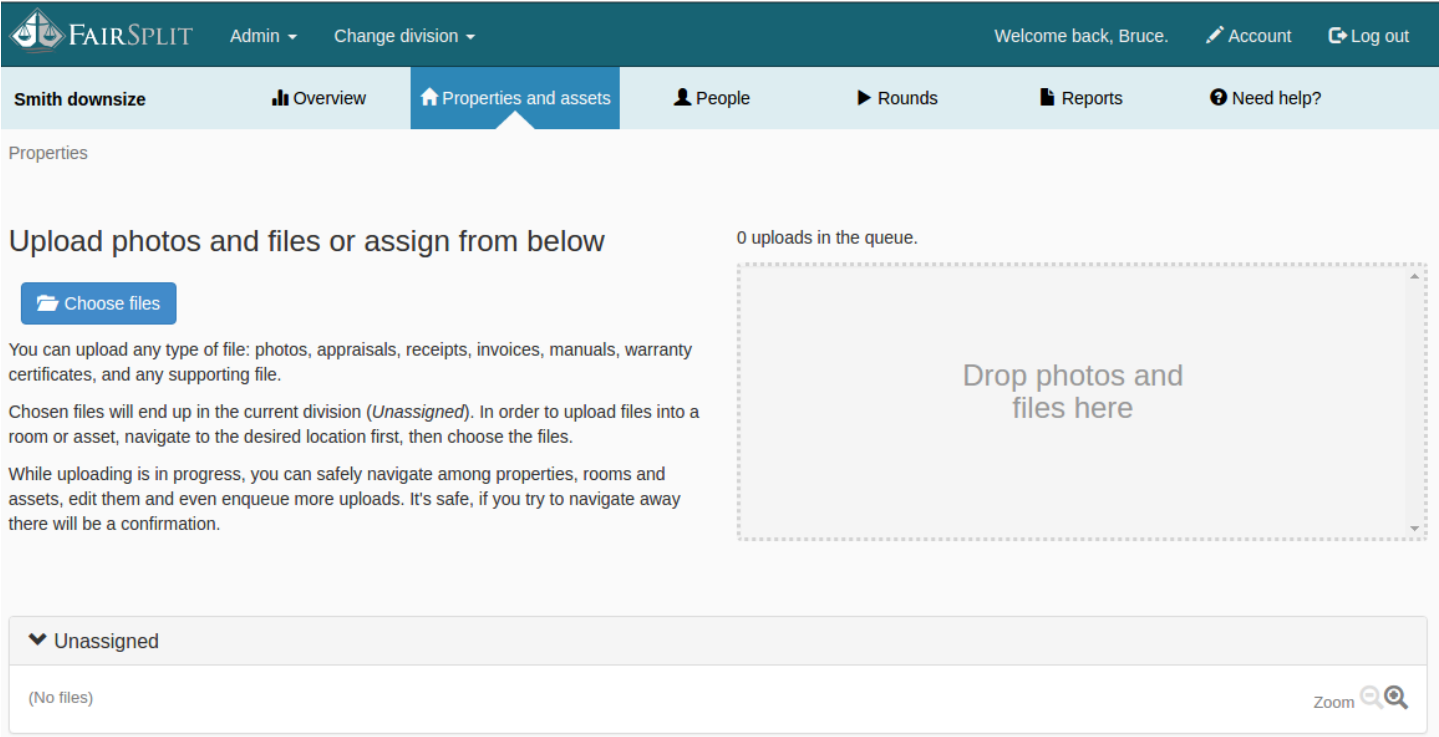 FAIRSPLIT Admin Change division Welcome back, Bruce. Account Log out
Smith downsize Overview Properties and assets People Rounds Reports Need help?
Properties
Upload photos and files or assign from below
0 uploads in the queue.
Choose files
You can upload any type of file: photos, appraisals, receipts, invoices, manuals, warranty
certificates, and any supporting file.
Chosen files will end up in the current division (Unassigned). In order to upload files into a
room or asset, navigate to the desired location first, then choose the files.
While uploading is in progress, you can safely navigate among properties, rooms and
assets, edit them and even enqueue more uploads. It's safe, if you try to navigate away
there will be a confirmation.
Drop photos and
files here
Unassigned
(No files) Zoom